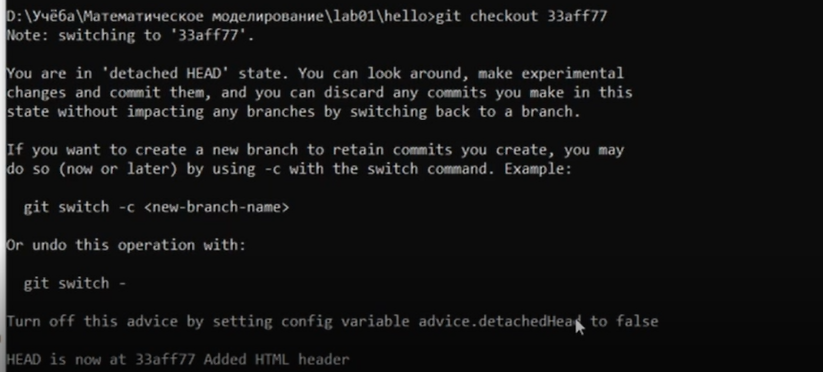 D:\Учёба\Математическое моделирование\lab01\hello>git checkout 33aff77
Note: switching to '33aff77'.
You are in 'detached HEAD' state. You can look around, make experimental
changes and commit them, and you can discard any commits you make in this
state without impacting any branches by switching back to a branch.
If you want to create a new branch to retain commits you create, you may
do so (now or later) by using -c with the switch command. Example:
git switch -c <new-branch-name>
Or undo this operation with:
git switch -
Turn off this advice by setting config variable advice.detachedHead to false
HEAD is now at 33aff77 Added HTML header